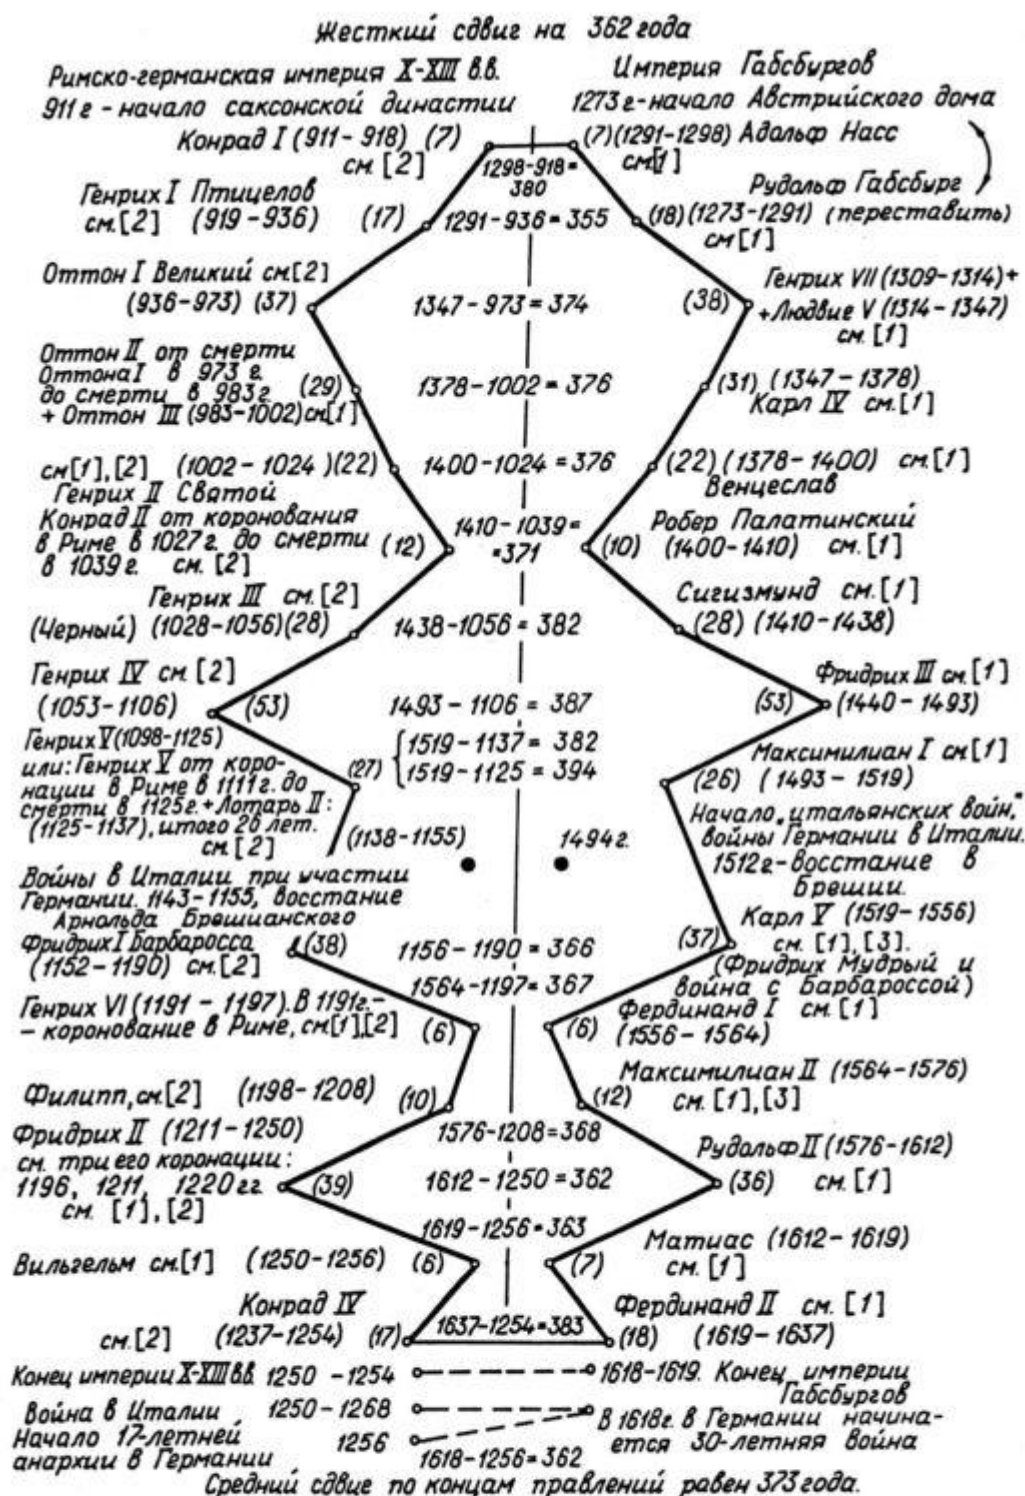 Жесткий сдвиг на 362 года
Римско-германская империя X-XIII в.в.
911 г - начало саксонской династии
Империя Габсбургов
1273 г - начало Австрийского дома
Конрад I (911 – 918) (7)
см. [2]
1298-918=
380
(7)(1291-1298) Адольф Насс
см[1]
Генрих I Птицелов
см.[2] (919 – 936) (17)
1291-936=355
Рудольф Габсбург
(18)(1273-1291) (переставить)
см[1]
Оттон I Великий см.[2]
(936-973) (37)
1347-973=374
(38)
Генрих VII (1309-1314)+
+Людвие V (1314-1347)
см.[1]
Оттон II от смерти
Оттона I в 973 г.
до смерти в 983 г.
+ Оттон III (983-1002) см[1]
(29)
1378-1002=376
(31) (1347-1378)
Карл IV см.[1]
см[1],[2] (1002-1024)(22)
Генрих II Святой
1400-1024=376
(22)(1378-1400) см.[1]
Венцеслав
Конрад II от коронования
в Риме в 1027 г. до смерти
в 1039 г. см. [2]
(12)
1410-1039=
=371
Робер Палатинский
(10) (1400-1410) см.[1]
Генрих III см.[2]
(Черный) (1028-1056)(28)
1438-1056=382
Сигизмунд см.[1]
(28) (1410-1438)
Генрих IV см.[2]
(1053-1106) (53)
1493-1106=387
Фридрих III см.[1]
(53) (1440-1493)
Генрих V (1098-1125)
или: Генрих V от коро-
нации в Риме в 1111 г. до
смерти в 1125 г. + Лотарь II:
(1125-1137), итого 26 лет.
см.[2]
(27)
1519-1137=382
1519-1125=394
Максимилиан I см.[1]
(26) (1493-1519)
(1138-1155)
1494 г.
Начало „итальянских войн,"
войны Германии в Италии.
1512 г - восстание в
Брешии.
Войны в Италии при участии
Германии. 1143-1155, восстание
Арнольда Брешианского
Фридрих I Барбаросса
(1152-1190) см.[2]
(38)
1156-1190=366
(37)
Карл V (1519-1556)
см. [1],[3].
(Фридрих Мудрый и
война с Барбароссой)
Генрих VI (1191-1197). В 1191 г.-
- коронование в Риме, см.[1],[2]
(6)
1564-1197=367
(6)
Фердинанд I см.[1]
(1556-1564)
Филипп, см.[2] (1198-1208) (10)
1576-1208=368
(12)
Максимилиан II (1564-1576)
см. [1],[3]
Фридрих II (1211-1250)
см. три его коронации:
1196, 1211, 1220 гг.
см. [1],[2]
(39)
1612-1250=362
Рудольф II (1576-1612)
(36) см.[1]
Вильгельм см.[1] (1250-1256) (6)
1619-1256=363
(7)
Матиас (1612-1619)
см.[1]
Конрад IV
см.[2] (1237-1254) (17)
1637-1254=383
Фердинанд II см.[1]
(18) (1619-1637)
Конец империи X-XIII вв. 1250-1254
1618-1619. Конец империи
Габсбургов
Война в Италии 1250-1268
Начало 17-летней
анархии в Германии 1256
1618-1256=362
В 1618 г. в Германии начина-
ется 30-летняя война
Средний сдвие по концам правлений равен 373 года.